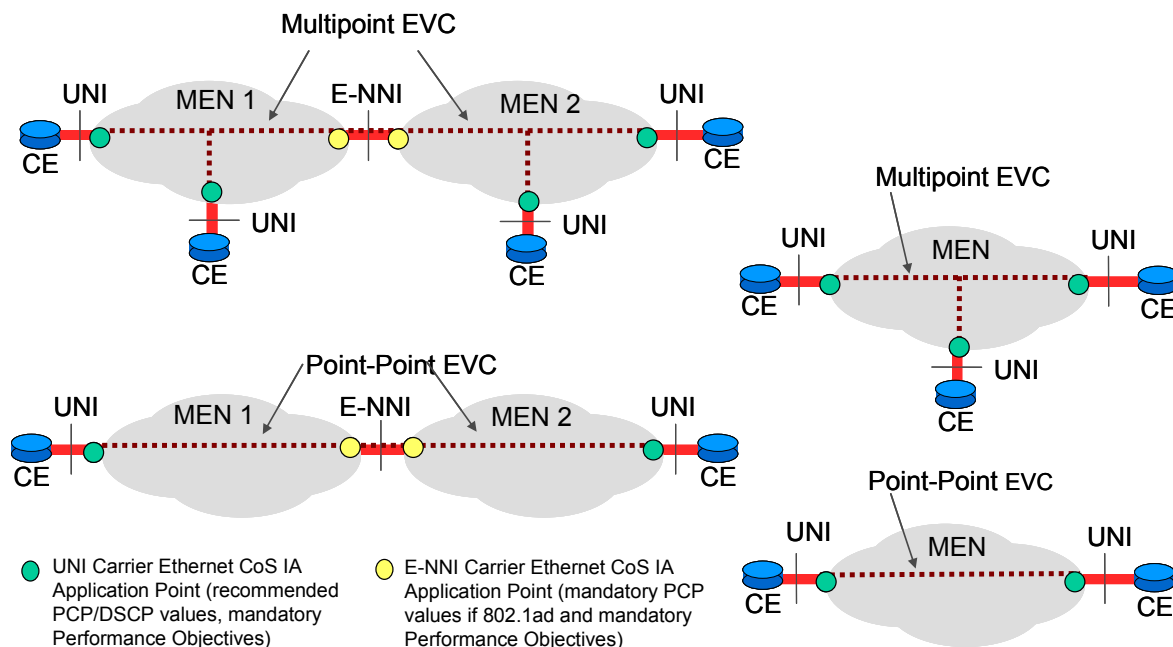 Multipoint EVC
UNI
MEN 1
E-NNI
MEN 2
UNI
CE
CE
UNI
UNI
CE
CE
Multipoint EVC
UNI
MEN
UNI
CE
CE
UNI
CE
Point-Point EVC
UNI
MEN 1
E-NNI
MEN 2
UNI
CE
CE
Point-Point EVC
UNI
MEN
UNI
CE
CE
UNI Carrier Ethernet CoS IA
Application Point (recommended
PCP/DSCP values, mandatory
Performance Objectives)
E-NNI Carrier Ethernet CoS IA
Application Point (mandatory PCP
values if 802.1ad and mandatory
Performance Objectives)